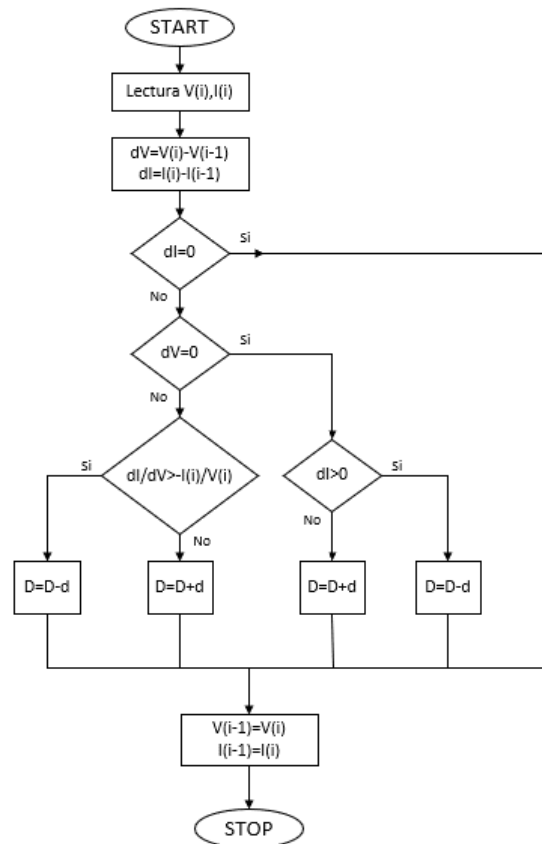 START
Lectura V(i),I(i)
dV=V(i)-V(i-1)
dI=I(i)-I(i-1)
dI=0
Si
No
dV=0
Si
No
dI/dV>-I(i)/V(i)
Si
No
dI>0
Si
No
D=D-d
D=D+d
D=D+d
D=D-d
V(i-1)=V(i)
I(i-1)=I(i)
STOP